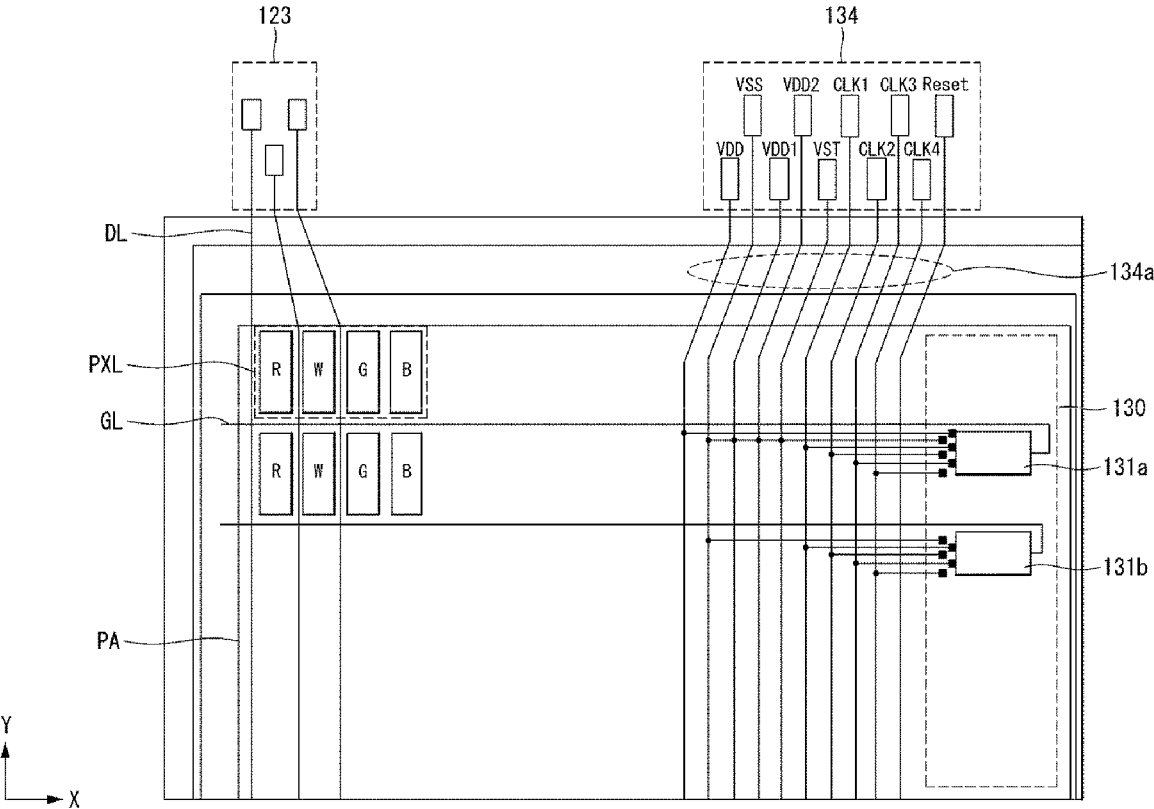 123
134
VSS VDD2 CLK1 CLK3 Reset
VDD VDD1 VST CLK2 CLK4
DL
134a
PXL
R W G B
GL
130
R W G B
131a
131b
PA
Y
X